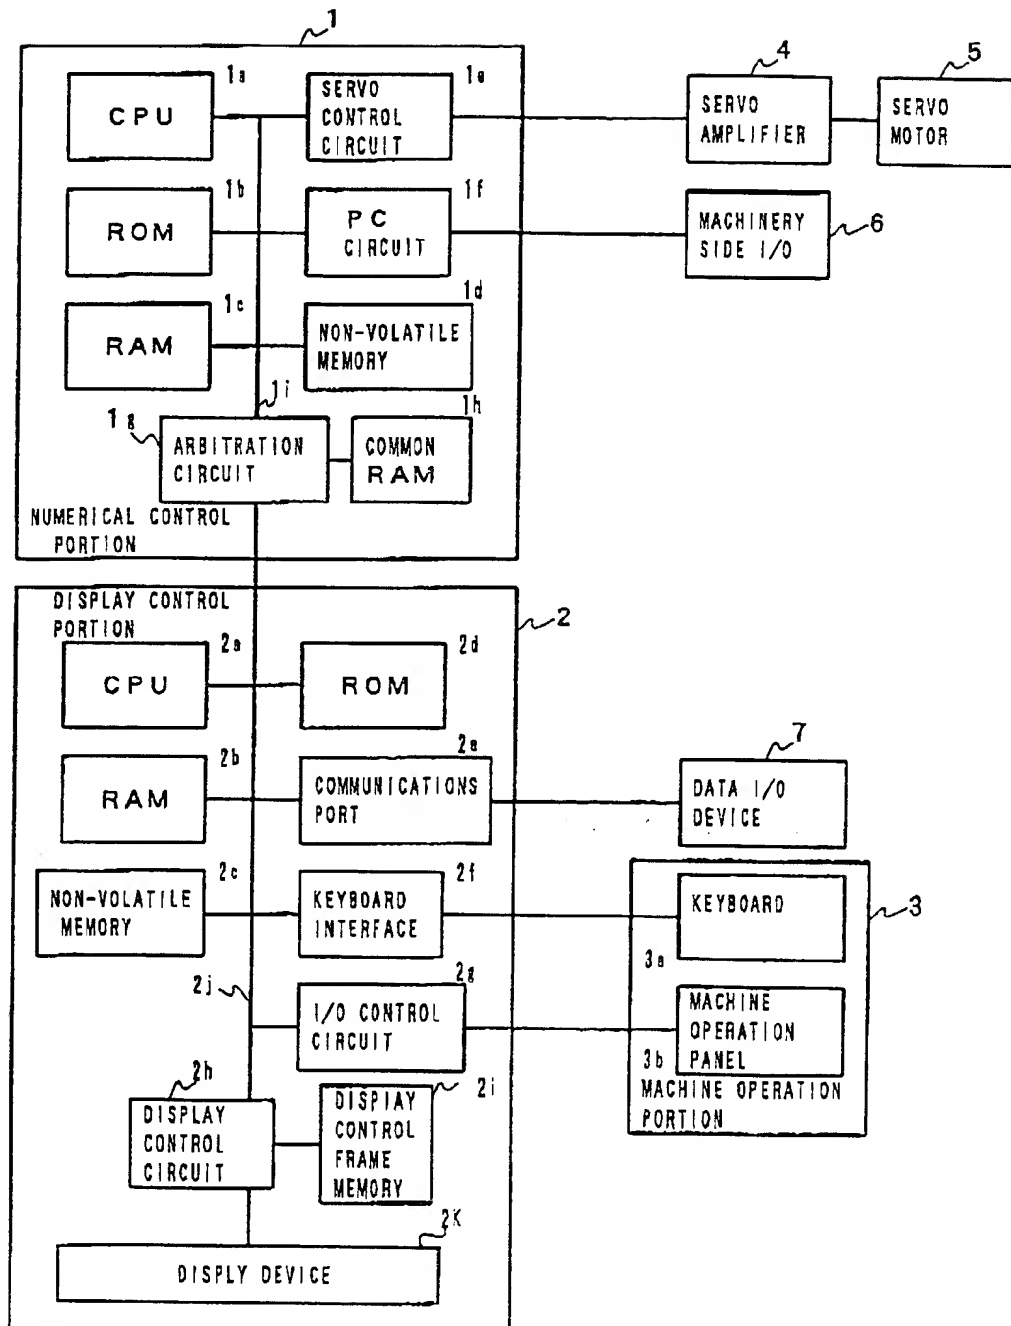 1
1a
CPU
1e
SERVO
CONTROL
CIRCUIT
4
SERVO
AMPLIFIER
5
SERVO
MOTOR
1b
ROM
1f
PC
CIRCUIT
MACHINERY
SIDE I/O
6
1c
RAM
1d
NON-VOLATILE
MEMORY
1i
1g
ARBITRATION
CIRCUIT
1h
COMMON
RAM
NUMERICAL CONTROL
PORTION
DISPLAY CONTROL
PORTION
2
2a
CPU
2d
ROM
2b
RAM
2e
COMMUNICATIONS
PORT
7
DATA I/O
DEVICE
2c
NON-VOLATILE
MEMORY
2f
KEYBOARD
INTERFACE
KEYBOARD
3
3a
2j
2g
I/O CONTROL
CIRCUIT
MACHINE
OPERATION
PANEL
3b
MACHINE OPERATION
PORTION
2h
DISPLAY
CONTROL
CIRCUIT
2i
DISPLAY
CONTROL
FRAME
MEMORY
2K
DISPLY DEVICE